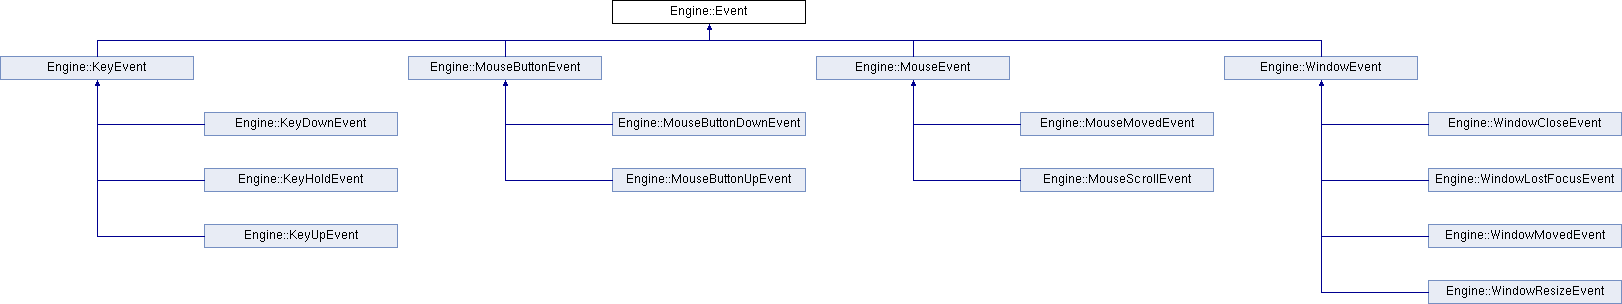 Engine::Event
Engine::KeyEvent
Engine::MouseButtonEvent
Engine::MouseEvent
Engine::WindowEvent
Engine::KeyDownEvent
Engine::MouseButtonDownEvent
Engine::MouseMovedEvent
Engine::WindowCloseEvent
Engine::KeyHoldEvent
Engine::MouseButtonUpEvent
Engine::MouseScrollEvent
Engine::WindowLostFocusEvent
Engine::KeyUpEvent
Engine::WindowMovedEvent
Engine::WindowResizeEvent